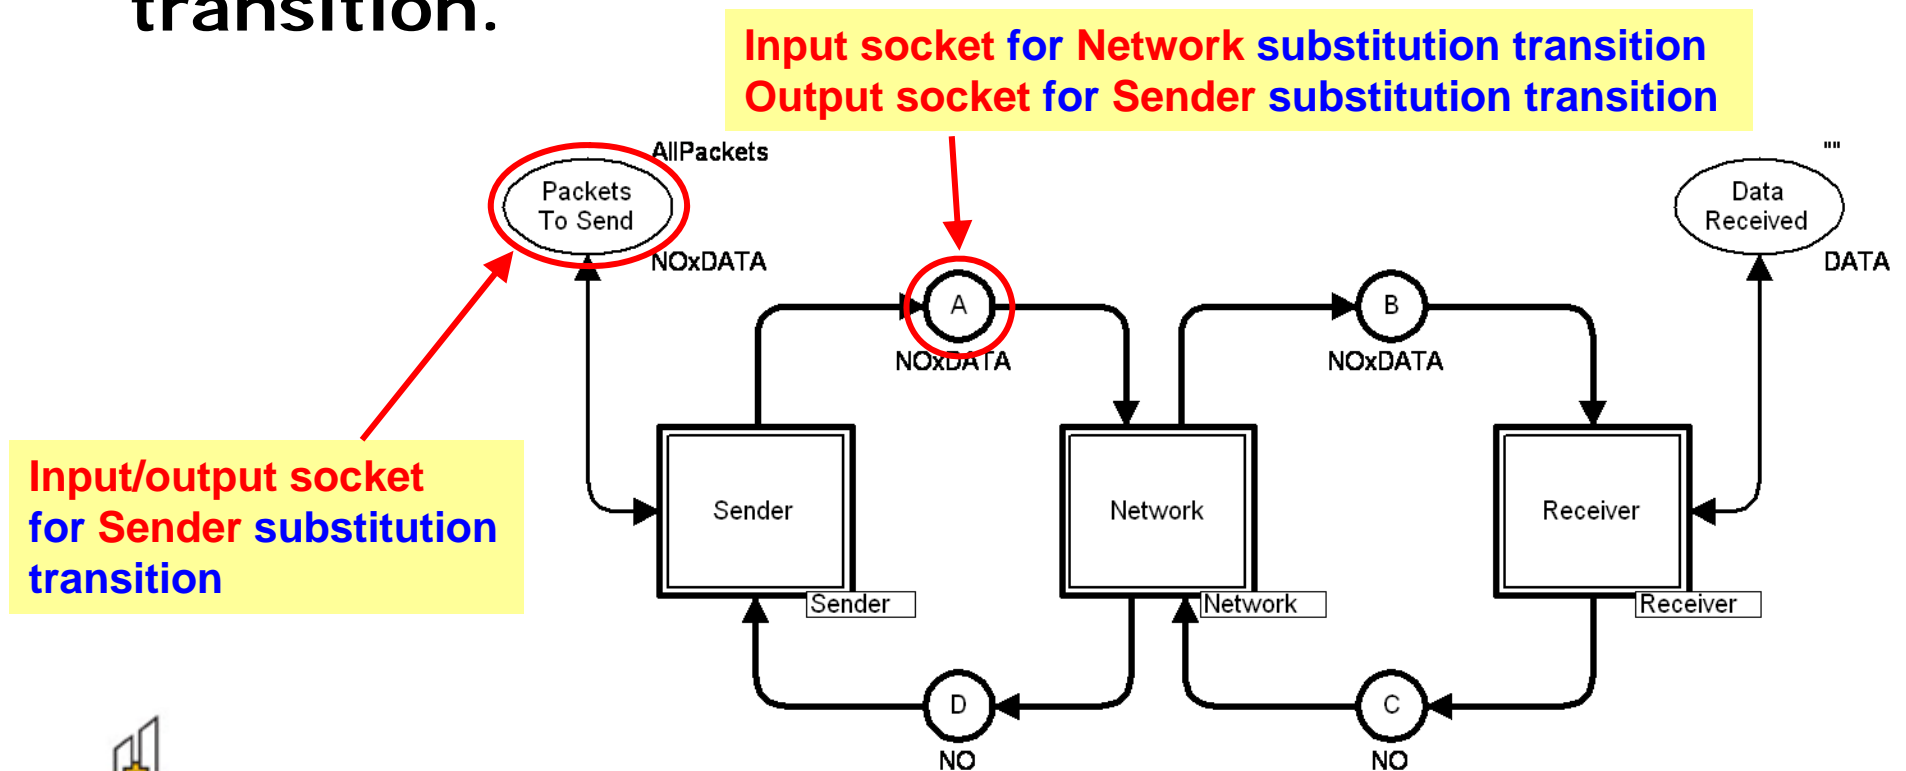 transition.
Input socket for Network substitution transition
Output socket for Sender substitution transition
AllPackets
Packets
To Send
NOxDATA
""
Data
Received
DATA
A
NOxDATA
B
NOxDATA
Input/output socket
for Sender substitution
transition
Sender
Sender
Network
Network
Receiver
Receiver
D
NO
C
NO